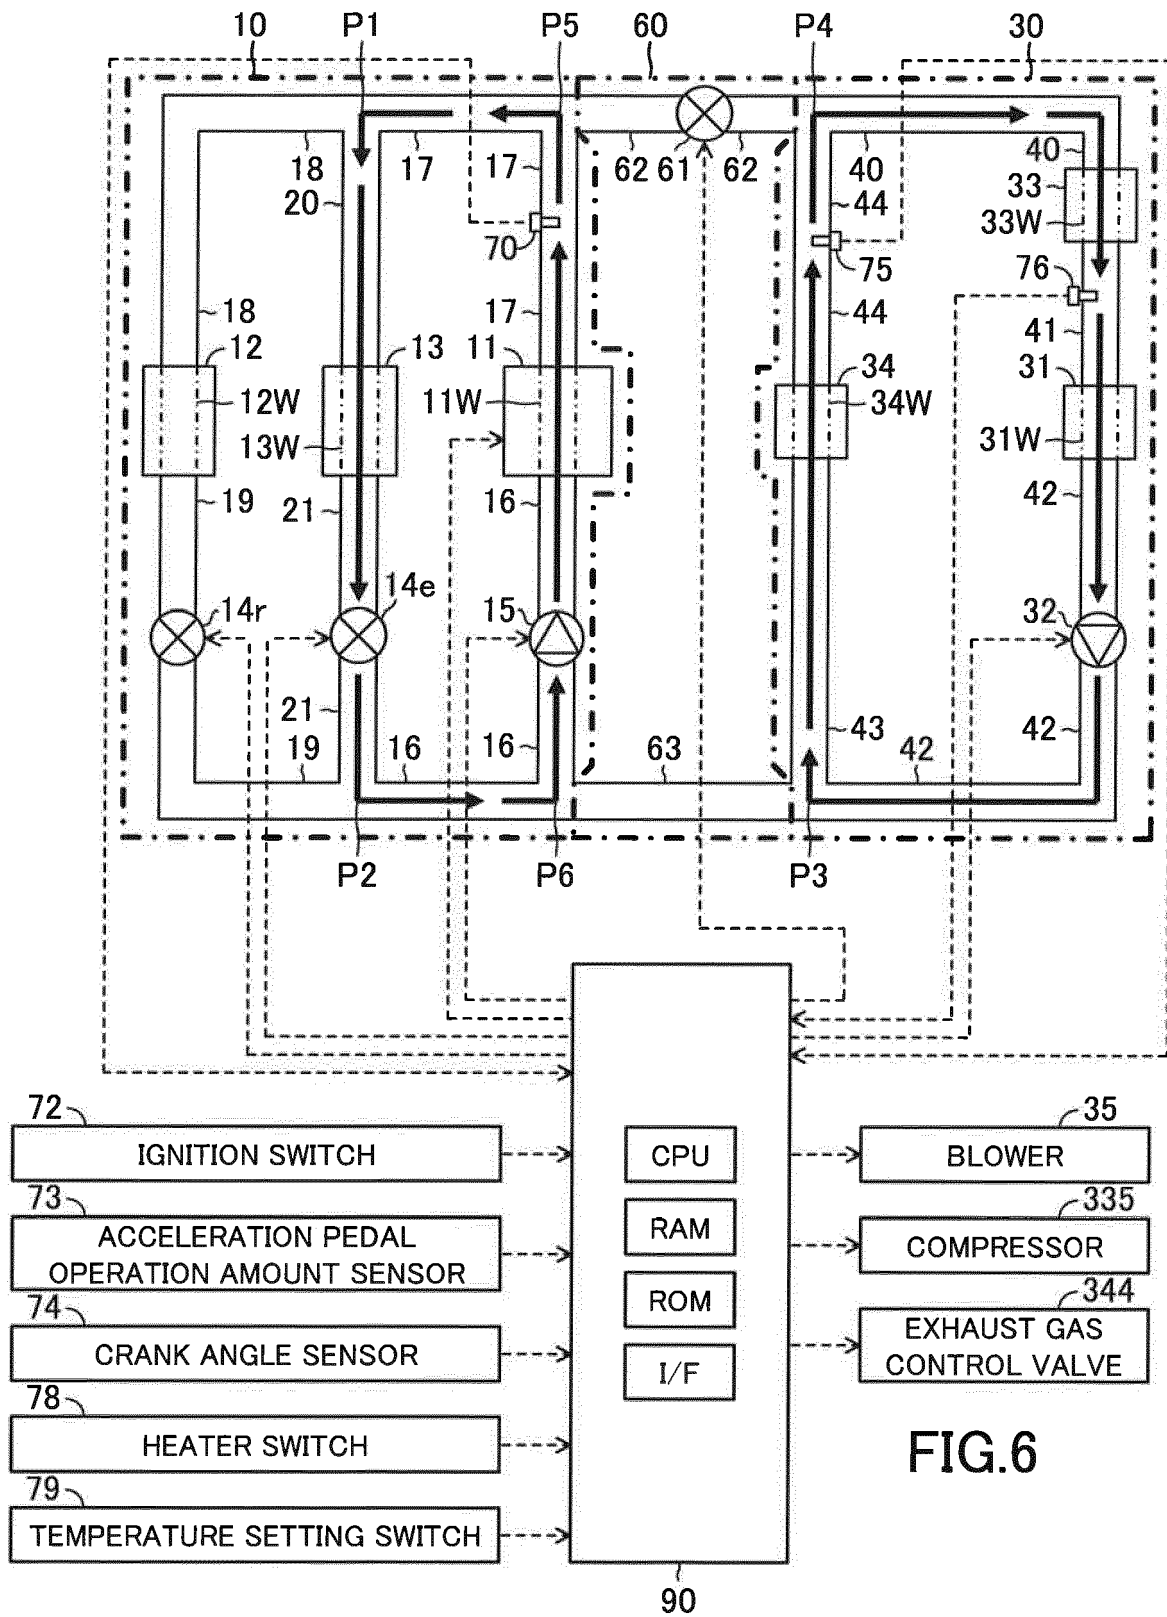 10 P1 P5 60 P4 30
18 17 17 62 61 62 40 40
20 44 33
33W
70 75 76
18 17 44 41
12 13 11 34 31
12W 11W 34W
13W 31W
19 21 16 42
14r 14e 15 32
21 16 43 42
19 16 63 42
P2 P6 P3
72
IGNITION SWITCH
73
ACCELERATION PEDAL
OPERATION AMOUNT SENSOR
74
CRANK ANGLE SENSOR
78
HEATER SWITCH
79
TEMPERATURE SETTING SWITCH
CPU
RAM
ROM
I/F
90
35
BLOWER
335
COMPRESSOR
344
EXHAUST GAS
CONTROL VALVE
FIG.6